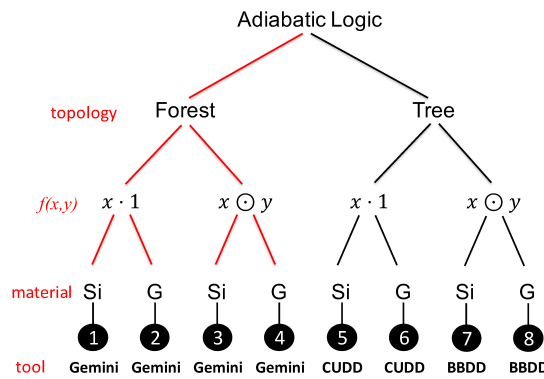 Adiabatic Logic
topology Forest Tree
f(x,y) x · 1 x ⊙ y x · 1 x ⊙ y
material Si G Si G Si G Si G
1 2 3 4 5 6 7 8
tool Gemini Gemini Gemini Gemini CUDD CUDD BBDD BBDD